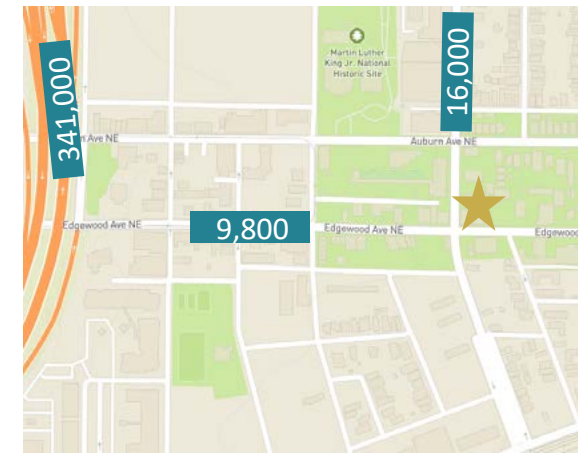 341,000
16,000
Martin Luther
King Jr. National
Historic Site
Ave NE
Auburn Ave NE
Edgewood Ave NE
9,800
Edgewood Ave NE
Edgewood